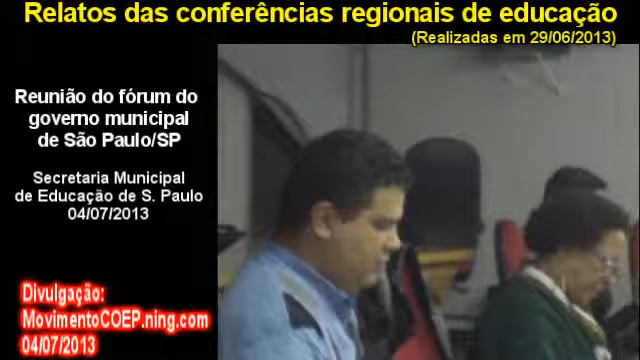 Relatos das conferências regionais de educação
(Realizadas em 29/06/2013)
Reunião do fórum do
governo municipal
de São Paulo/SP
Secretaria Municipal
de Educação de S. Paulo
04/07/2013
Divulgação:
MovimentoCOEP.ning.com
04/07/2013